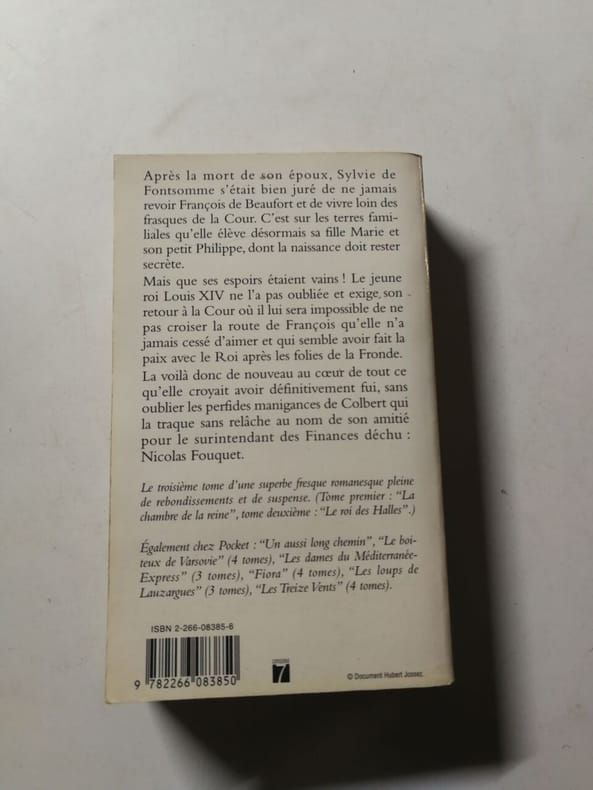 Après la mort de son époux, Sylvie de
Fontsomme s'était bien juré de ne jamais
revoir François de Beaufort et de vivre loin des
frasques de la Cour. C'est sur les terres fami-
liales qu'elle élève désormais sa fille Marie et
son petit Philippe, dont la naissance doit rester
secrète.
Mais que ses espoirs étaient vains ! Le jeune
roi Louis XIV ne l'a pas oubliée et exige son
retour à la Cour où il lui sera impossible de ne
pas croiser la route de François qu'elle n'a
jamais cessé d'aimer et qui semble avoir fait la
paix avec le Roi après les folies de la Fronde.
La voilà donc de nouveau au cœur de tout ce
qu'elle croyait avoir définitivement fui, sans
oublier les perfides manigances de Colbert qui
la traque sans relâche au nom de son amitié
pour le surintendant des Finances déchu :
Nicolas Fouquet.
Le troisième tome d'une superbe fresque romanesque pleine
de rebondissements et de suspense. (Tome premier : "La
chambre de la reine", tome deuxième : "Le roi des Halles".)
Également chez Pocket : "Un aussi long chemin", "Le boi-
teux de Varsovie" (4 tomes), "Les dames du Méditerranée-
Express" (3 tomes), "Fiora" (4 tomes), "Les loups de
Lauzargues" (3 tomes), "Les Treize Vents" (4 tomes).
ISBN 2-266-08385-6
9 782266 083850
7
© Document Hubert Josse